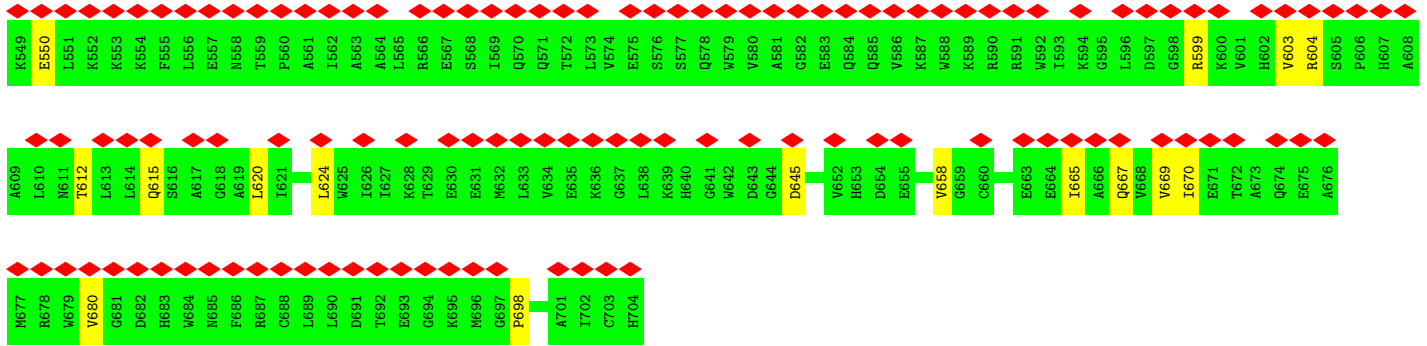 K549 E550 L551 K552 K553 K554 F555 L556 E557 N558 T559 P560 A561 I562 A563 A564 L565 R566 E567 S568 I569 Q570 Q571 T572 L573 V574 E575 S576 S577 Q578 W579 V580 A581 G582 E583 Q584 Q585 V586 K587 W588 K589 R590 R591 W592 I593 K594 G595 L596 D597 G598 R599 K600 V601 H602 V603 R604 S605 P606 H607 A608
A609 L610 N611 T612 L613 L614 Q615 S616 A617 G618 A619 L620 I621 L624 W625 I626 I627 K628 T629 E630 E631 M632 L633 V634 E635 K636 G637 L638 K639 H640 G641 W642 D643 G644 D645 V652 H653 D654 E655 V658 G659 C660 E663 E664 I665 A666 Q667 V668 V669 I670 E671 T672 A673 Q674 E675 A676
M677 R678 W679 V680 G681 D682 H683 W684 N685 F686 R687 C688 L689 L690 D691 T692 E693 G694 K695 M696 G697 P698 A701 I702 C703 H704